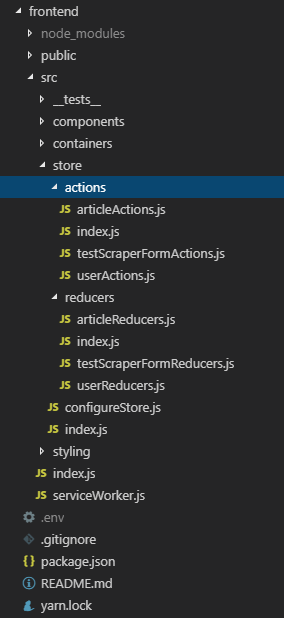 frontend
node_modules
public
src
__tests__
components
containers
store
actions
JS articleActions.js
JS index.js
JS testScraperFormActions.js
JS userActions.js
reducers
JS articleReducers.js
JS index.js
JS testScraperFormReducers.js
JS userReducers.js
JS configureStore.js
JS index.js
styling
JS index.js
JS serviceWorker.js
.env
.gitignore
{} package.json
README.md
yarn.lock